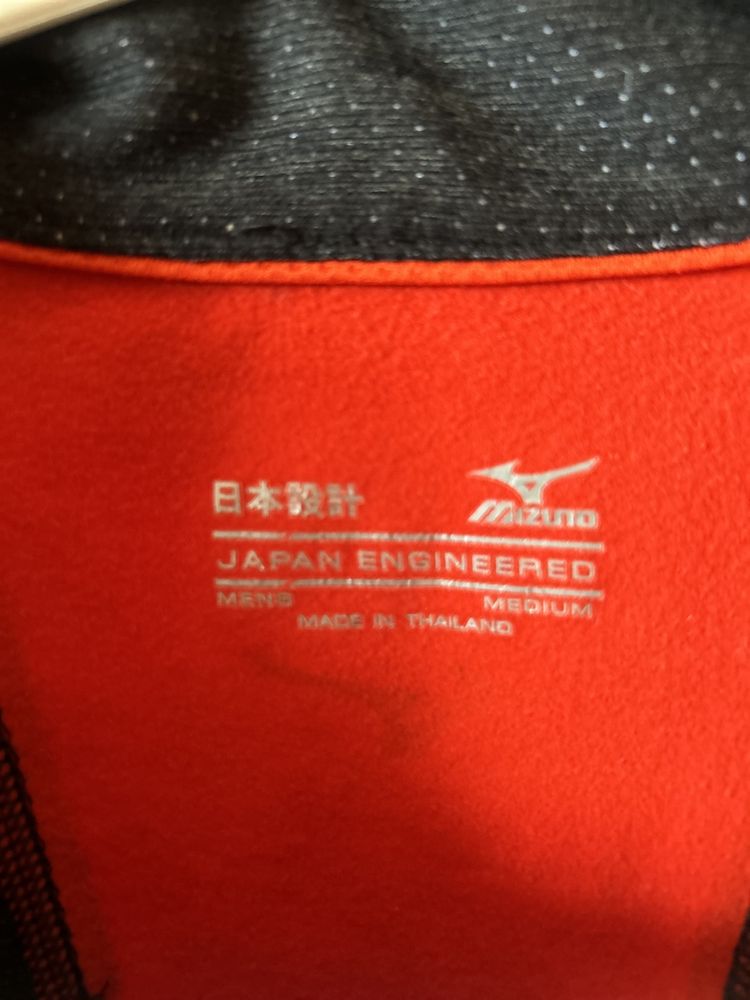 日本設計 MIZUNO
JAPAN ENGINEERED
MENS MEDIUM
MADE IN THAILAND